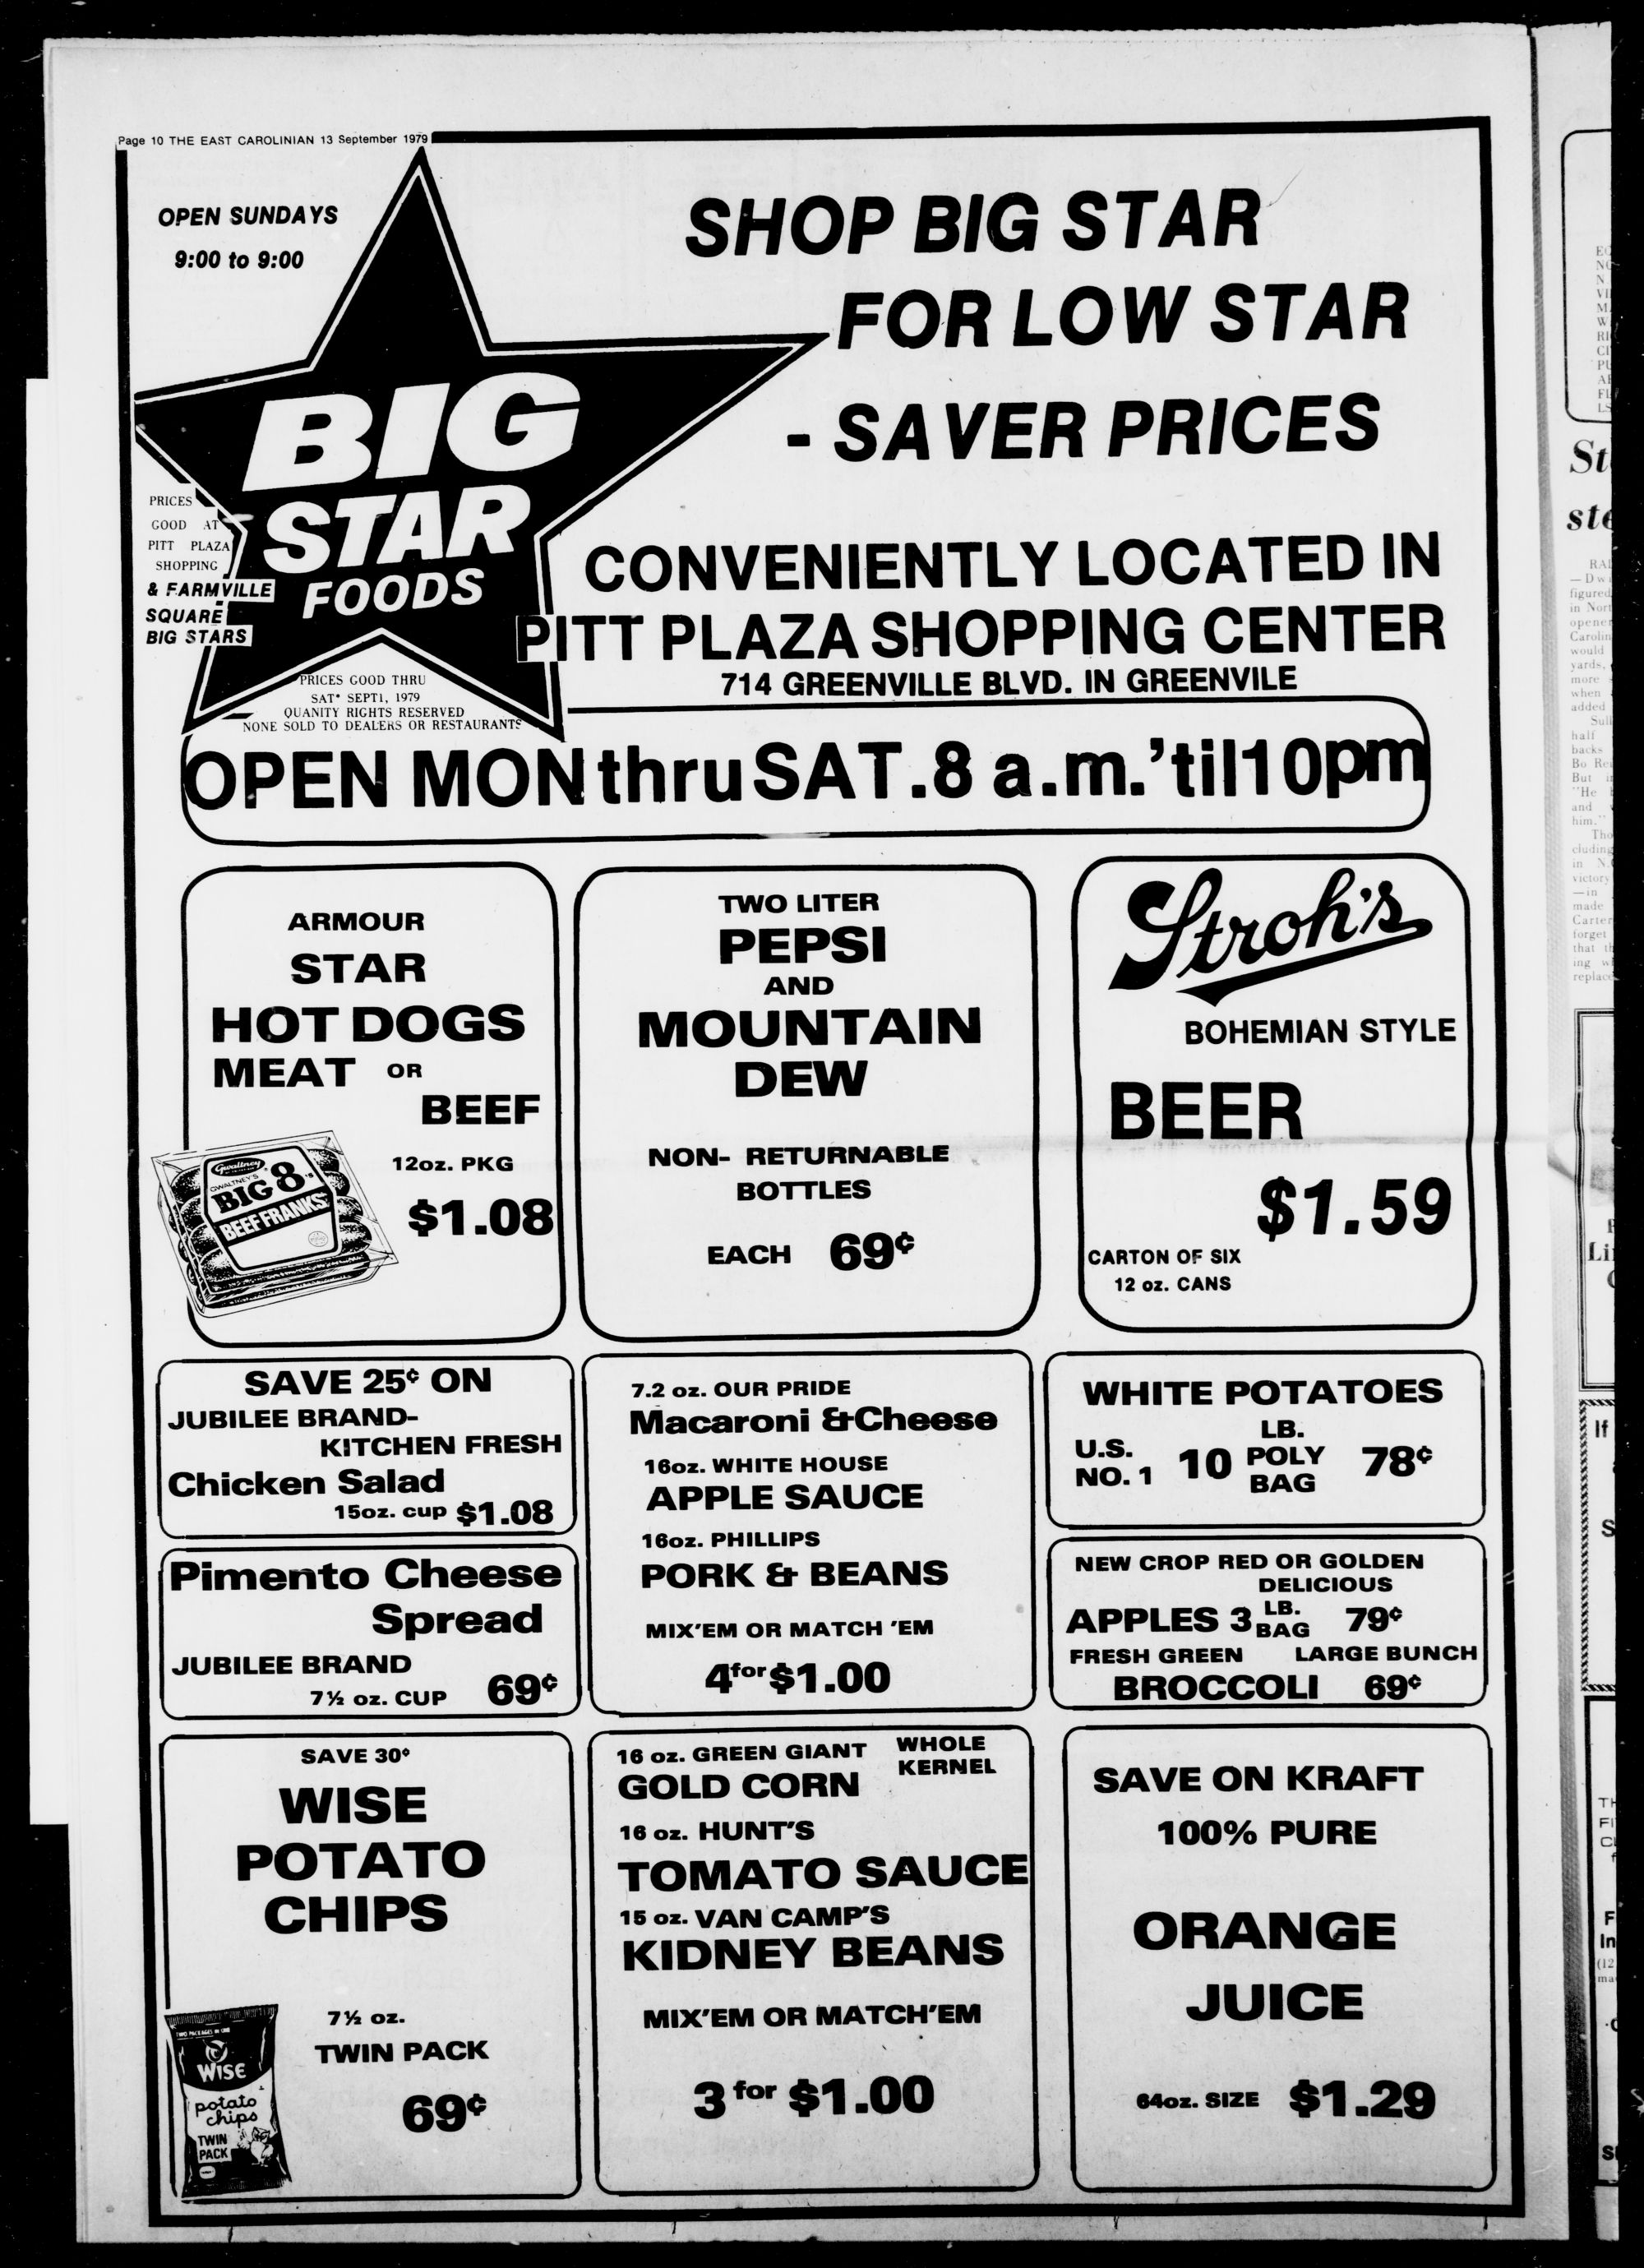 Page 10 THE EAST CAROLINIAN 13 September 1979
OPEN SUNDAYS
9:00 to 9:00
SHOP BIG STAR
FOR LOW STAR
- SAVER PRICES
BIG
STAR
FOODS
PRICES
GOOD AT
PITT PLAZA
SHOPPING
& FARMVILLE
SQUARE
BIG STARS
CONVENIENTLY LOCATED IN
PITT PLAZA SHOPPING CENTER
714 GREENVILLE BLVD. IN GREENVILE
PRICES GOOD THRU
SAT• SEPT1, 1979
QUANITY RIGHTS RESERVED
NONE SOLD TO DEALERS OR RESTAURANTS
OPEN MON thru SAT. 8 a.m. 'til 10pm
ARMOUR
STAR
HOT DOGS
MEAT OR
BEEF
12oz. PKG
$1.08
Gwaltney
GWALTNEY'S
BIG 8
BEEF FRANKS
TWO LITER
PEPSI
AND
MOUNTAIN
DEW
NON- RETURNABLE
BOTTLES
EACH 69¢
Stroh's
BOHEMIAN STYLE
BEER
$1.59
CARTON OF SIX
12 oz. CANS
SAVE 25¢ ON
JUBILEE BRAND-
KITCHEN FRESH
Chicken Salad
15oz. cup $1.08
Pimento Cheese
Spread
JUBILEE BRAND
7½ oz. CUP 69¢
7.2 oz. OUR PRIDE
Macaroni &Cheese
16oz. WHITE HOUSE
APPLE SAUCE
16oz. PHILLIPS
PORK & BEANS
MIX'EM OR MATCH 'EM
4 for $1.00
WHITE POTATOES
U.S. NO. 1 10 LB. POLY BAG 78¢
NEW CROP RED OR GOLDEN
DELICIOUS
APPLES 3 LB. BAG 79¢
FRESH GREEN LARGE BUNCH
BROCCOLI 69¢
SAVE 30¢
WISE
POTATO
CHIPS
7½ oz.
TWIN PACK
69¢
TWO PACKAGES IN ONE
WISE
potato
chips
TWIN
PACK
16 oz. GREEN GIANT WHOLE KERNEL
GOLD CORN
16 oz. HUNT'S
TOMATO SAUCE
15 oz. VAN CAMP'S
KIDNEY BEANS
MIX'EM OR MATCH'EM
3 for $1.00
SAVE ON KRAFT
100% PURE
ORANGE
JUICE
64oz. SIZE $1.29